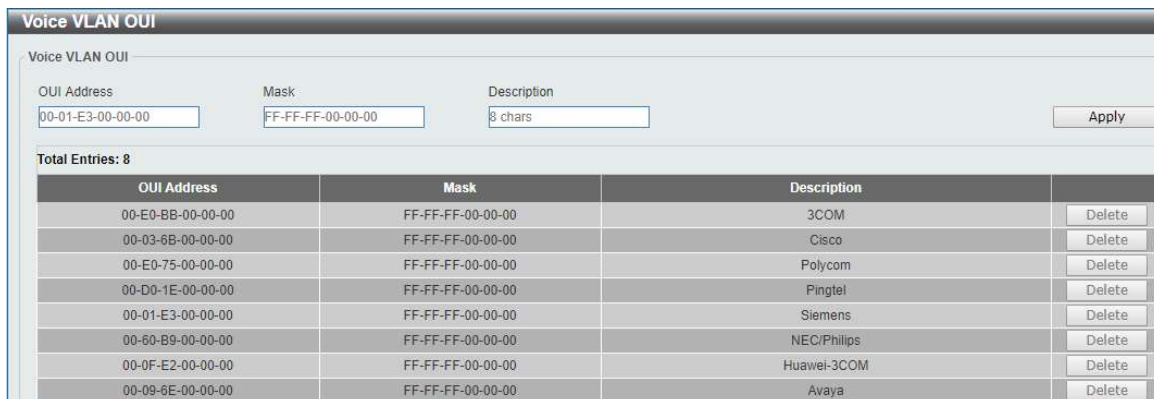 Voice VLAN OUI
Voice VLAN OUI
OUI Address Mask Description
00-01-E3-00-00-00 FF-FF-FF-00-00-00 8 chars Apply
Total Entries: 8
OUI Address Mask Description
00-E0-BB-00-00-00 FF-FF-FF-00-00-00 3COM Delete
00-03-6B-00-00-00 FF-FF-FF-00-00-00 Cisco Delete
00-E0-75-00-00-00 FF-FF-FF-00-00-00 Polycom Delete
00-D0-1E-00-00-00 FF-FF-FF-00-00-00 Pingtel Delete
00-01-E3-00-00-00 FF-FF-FF-00-00-00 Siemens Delete
00-60-B9-00-00-00 FF-FF-FF-00-00-00 NEC/Philips Delete
00-0F-E2-00-00-00 FF-FF-FF-00-00-00 Huawei-3COM Delete
00-09-6E-00-00-00 FF-FF-FF-00-00-00 Avaya Delete